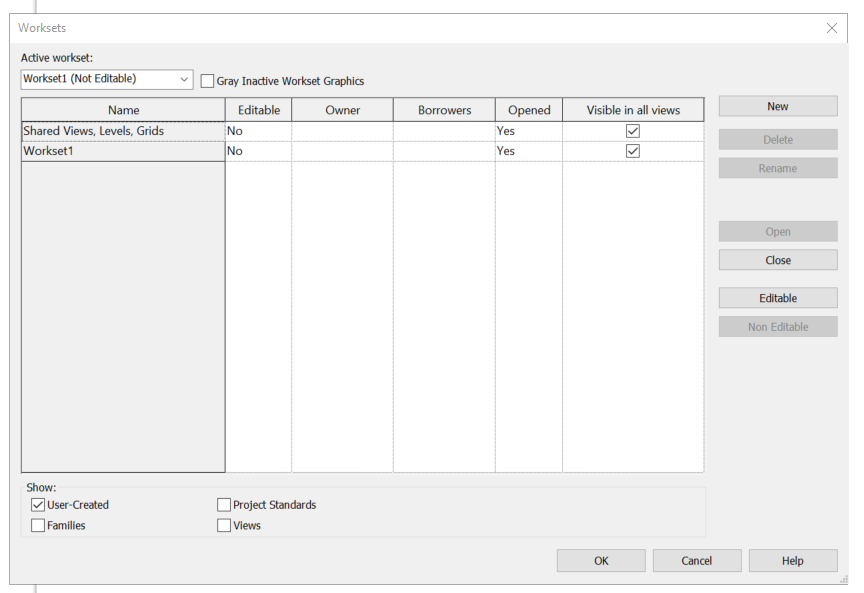 Worksets
Active workset:
Workset1 (Not Editable)
Gray Inactive Workset Graphics
Name Editable Owner Borrowers Opened Visible in all views
Shared Views, Levels, Grids No Yes
Workset1 No Yes
New
Delete
Rename
Open
Close
Editable
Non Editable
Show:
User-Created Project Standards
Families Views
OK Cancel Help